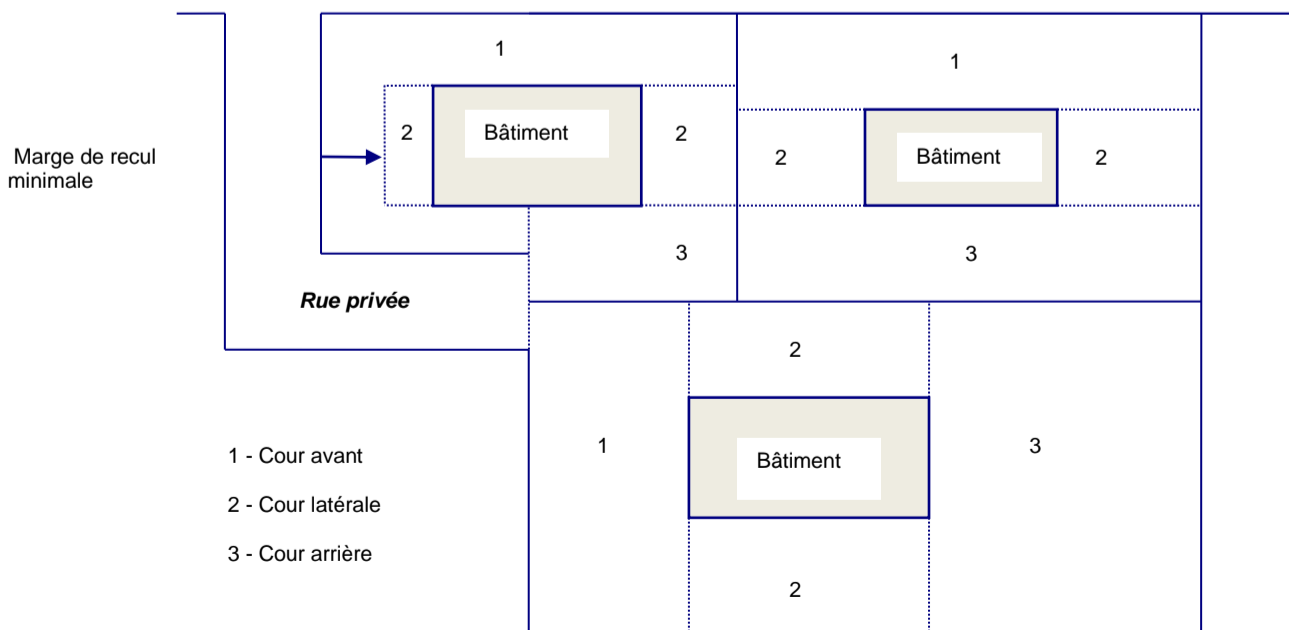 1
1
2
Bâtiment
2
2
Bâtiment
2
Marge de recul
minimale
3
3
Rue privée
2
1
Bâtiment
3
1 - Cour avant
2 - Cour latérale
3 - Cour arrière
2